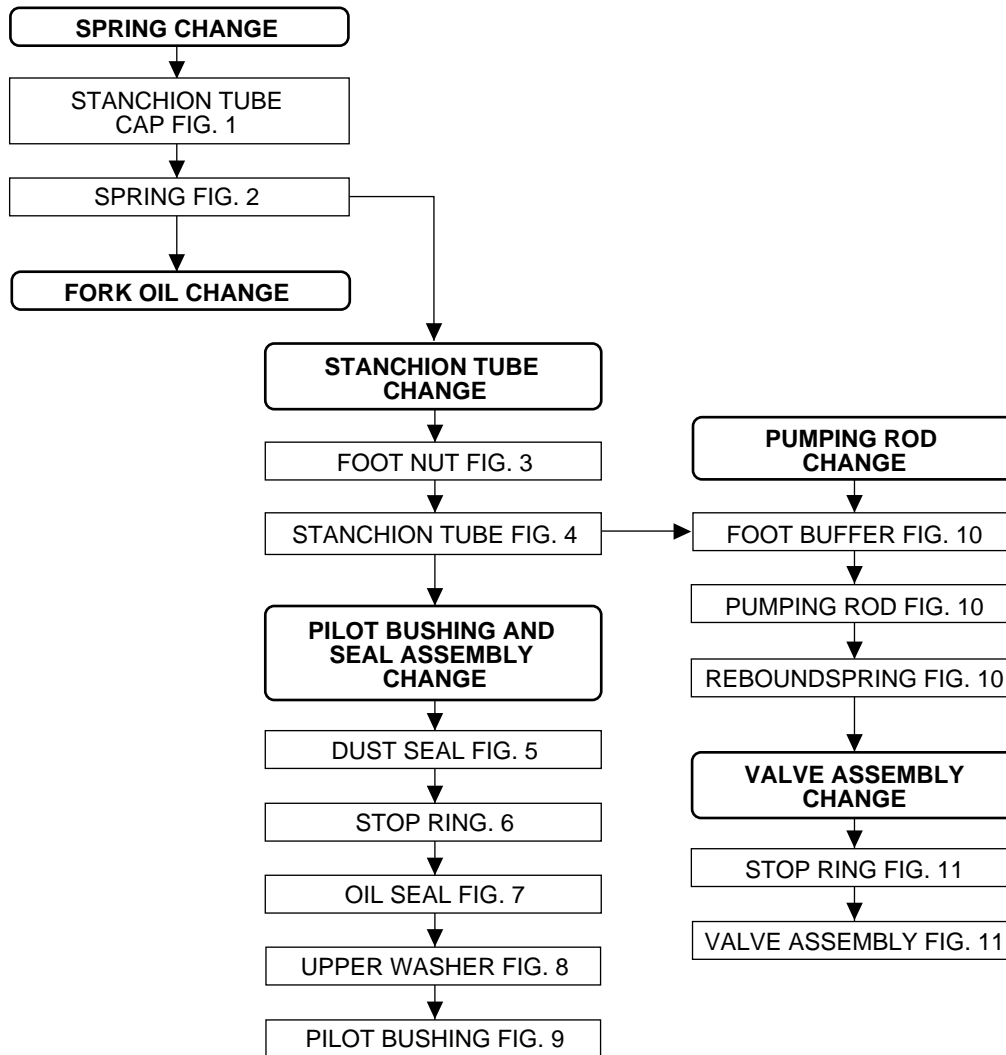 SPRING CHANGE
STANCHION TUBE
CAP FIG. 1
SPRING FIG. 2
FORK OIL CHANGE
STANCHION TUBE
CHANGE
FOOT NUT FIG. 3
STANCHION TUBE FIG. 4
PILOT BUSHING AND
SEAL ASSEMBLY
CHANGE
DUST SEAL FIG. 5
STOP RING. 6
OIL SEAL FIG. 7
UPPER WASHER FIG. 8
PILOT BUSHING FIG. 9
PUMPING ROD
CHANGE
FOOT BUFFER FIG. 10
PUMPING ROD FIG. 10
REBOUNDSPRING FIG. 10
VALVE ASSEMBLY
CHANGE
STOP RING FIG. 11
VALVE ASSEMBLY FIG. 11